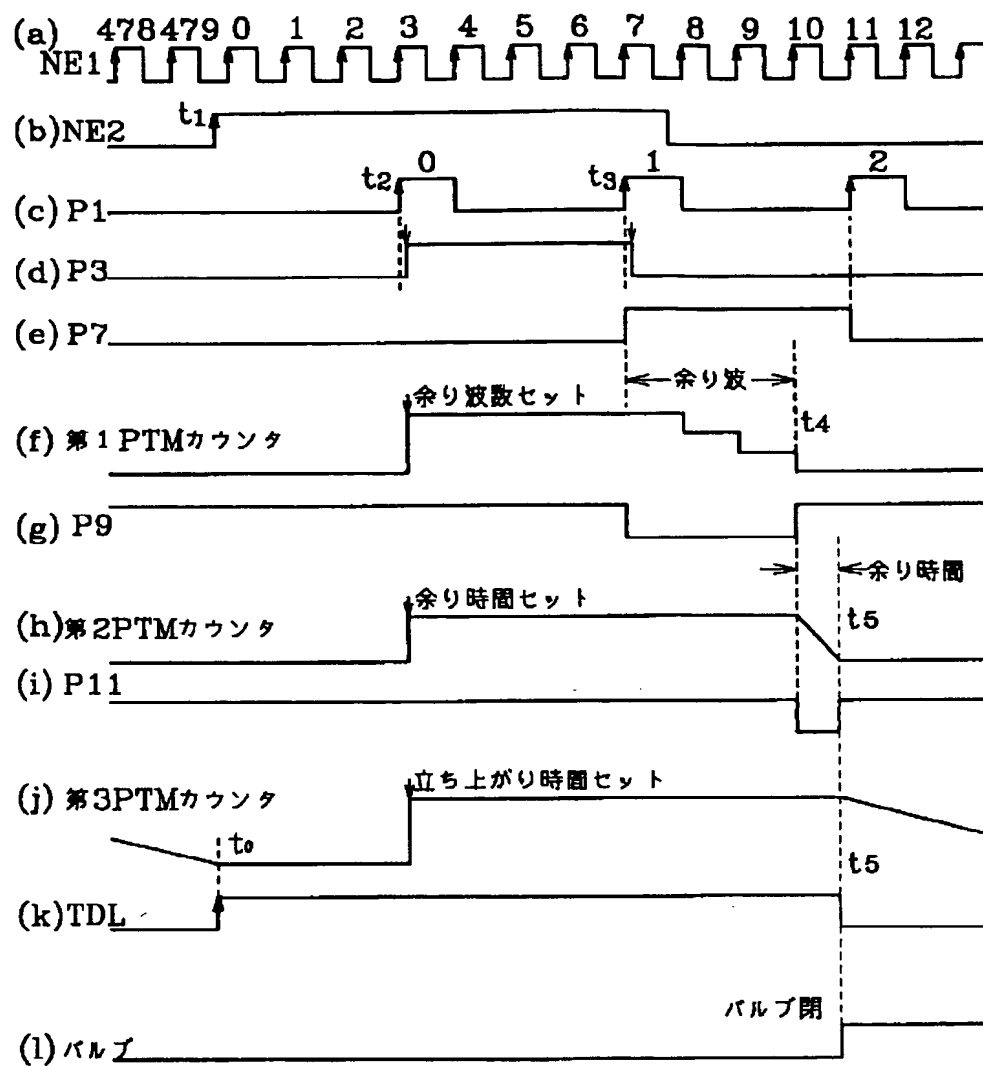 (a) 478 479 0 1 2 3 4 5 6 7 8 9 10 11 12
NE1
(b) NE2 t1
(c) P1 t2 0 t3 1 2
(d) P3
(e) P7
余り波
余り波数セット
t4
(f) 第1PTMカウンタ
(g) P9
余り時間
余り時間セット
(h) 第2PTMカウンタ t5
(i) P11
立ち上がり時間セット
(j) 第3PTMカウンタ
t0 t5
(k) TDL
バルブ閉
(l) バルブ